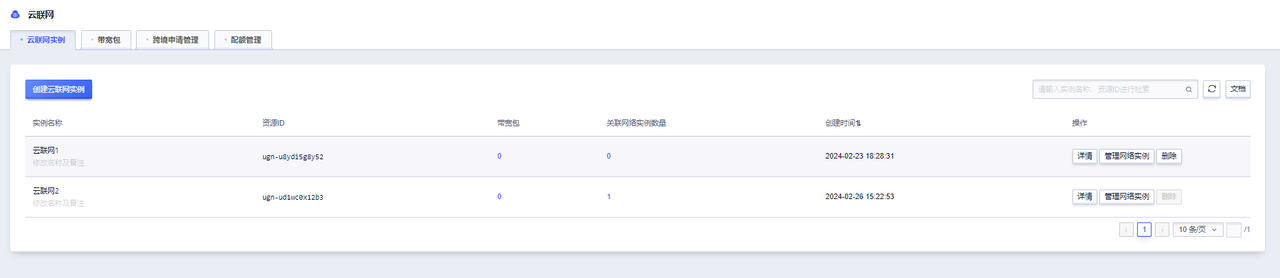 云联网
云联网实例 带宽包 跨境申请管理 配额管理
创建云联网实例 请输入实例名称、资源ID进行检索 文档
实例名称 资源ID 带宽包 关联网络实例数量 创建时间 操作
云联网1 ugn-u8ydi5g8y52 0 0 2024-02-23 18:28:31 详情 管理网络实例 删除
修改名称及备注
云联网2 ugn-ud1wc0x12b3 0 1 2024-02-26 15:22:53 详情 管理网络实例 删除
修改名称及备注
1 10 条/页 /1